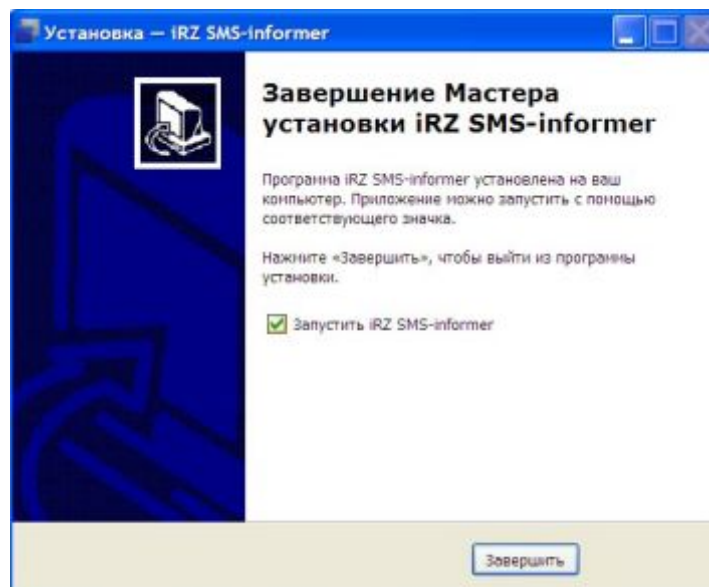 Установка — iRZ SMS-informer
Завершение Мастера
установки iRZ SMS-informer
Программа iRZ SMS-informer установлена на ваш
компьютер. Приложение можно запустить с помощью
соответствующего значка.
Нажмите «Завершить», чтобы выйти из программы
установки.
Запустить iRZ SMS-informer
Завершить